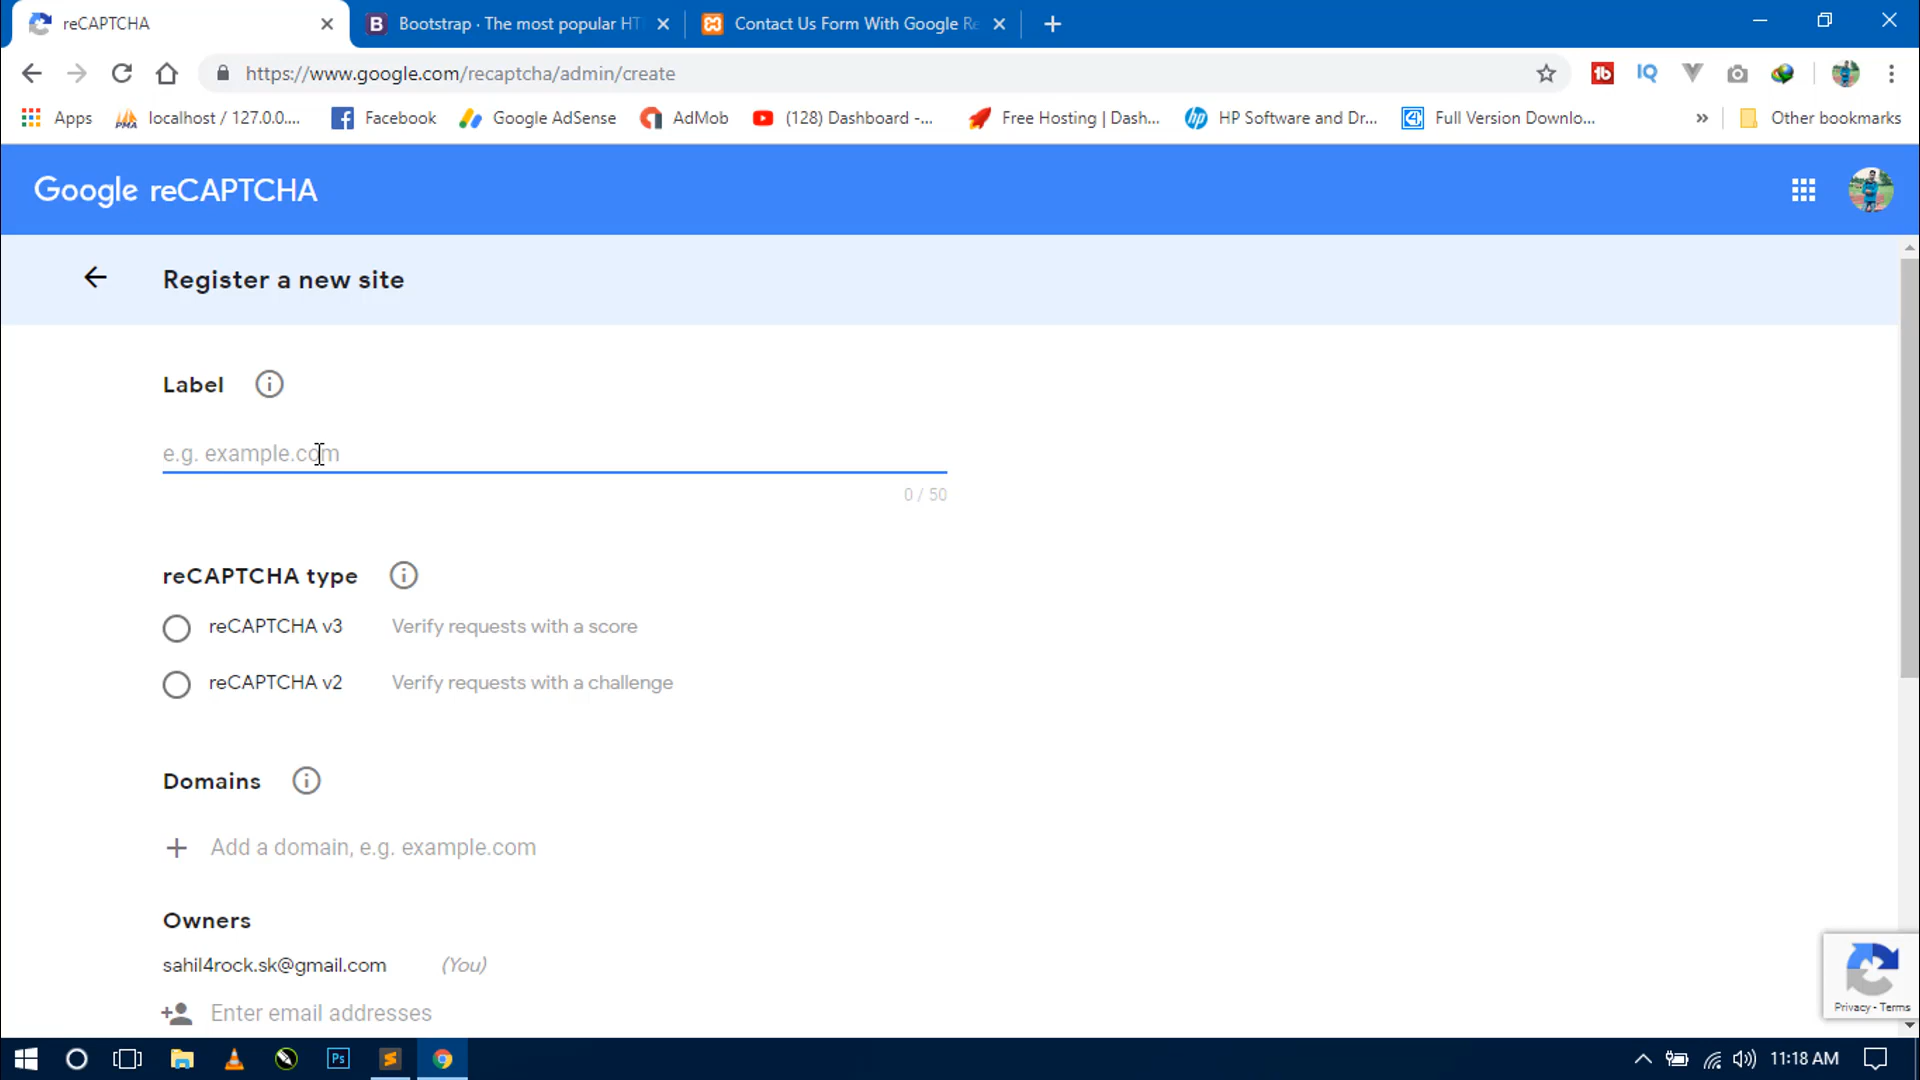 reCAPTCHA
Bootstrap · The most popular HT
Contact Us Form With Google Re
https://www.google.com/recaptcha/admin/create
Apps
localhost / 127.0.0....
Facebook
Google AdSense
AdMob
(128) Dashboard -...
Free Hosting | Dash...
HP Software and Dr...
Full Version Downlo...
»
Other bookmarks
Google reCAPTCHA
Register a new site
Label
e.g. example.com
0 / 50
reCAPTCHA type
reCAPTCHA v3 Verify requests with a score
reCAPTCHA v2 Verify requests with a challenge
Domains
Add a domain, e.g. example.com
Owners
sahil4rock.sk@gmail.com (You)
Enter email addresses
Privacy - Terms
11:18 AM